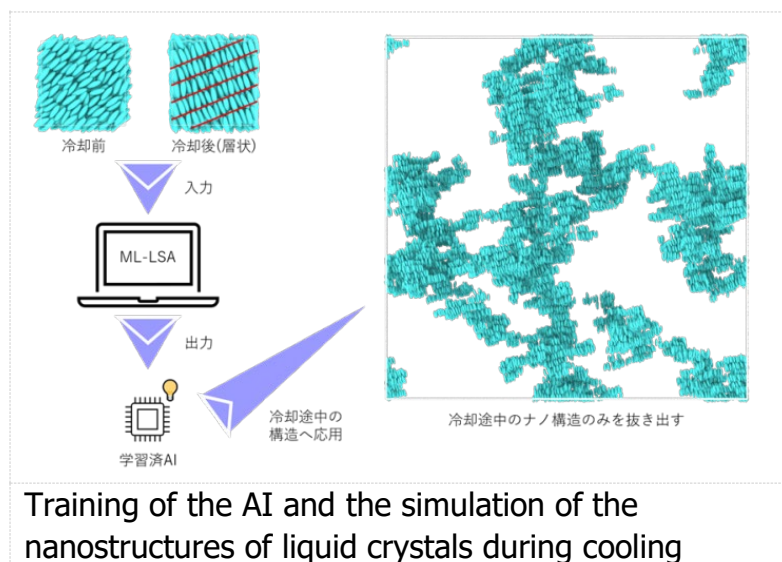 冷却前
冷却後(層状)
入力
ML-LSA
出力
冷却途中の
構造へ応用
学習済AI
冷却途中のナノ構造のみを抜き出す
Training of the AI and the simulation of the
nanostructures of liquid crystals during cooling